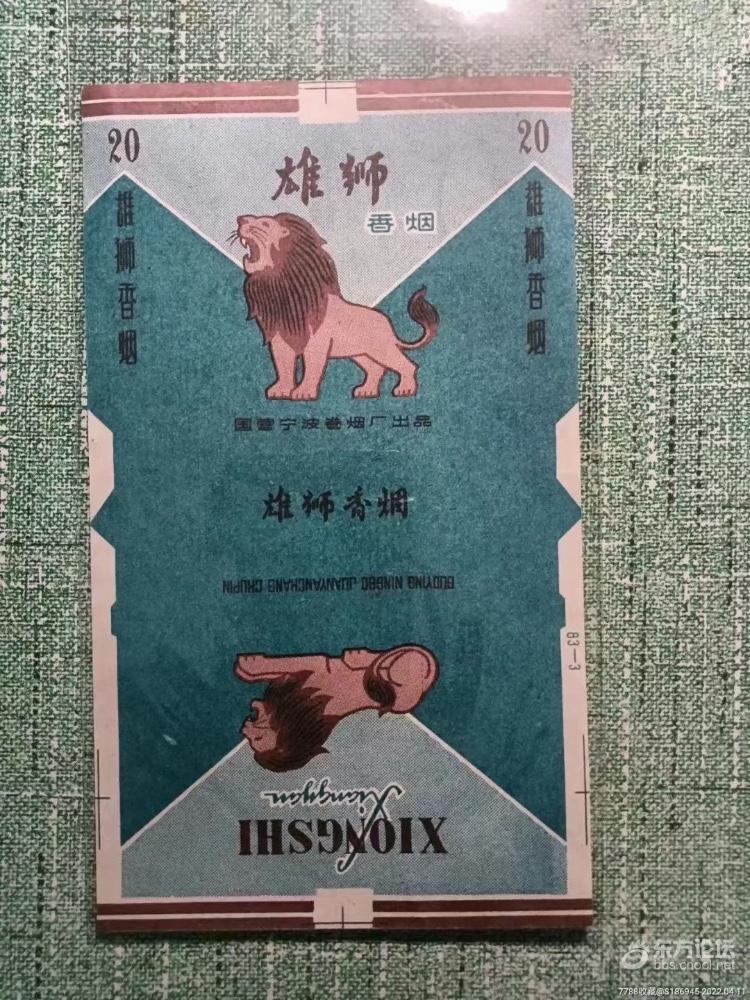 20
20
雄狮
香烟
雄狮香烟
雄狮香烟
国营宁波卷烟厂出品
雄狮香烟
GUOYING NINGBO JUANYANCHANG CHUPIN
83—3
Xiangyan
XIONGSHI
东方论坛
bbs.cnool.net
7788收藏@S186945 2022.04.11